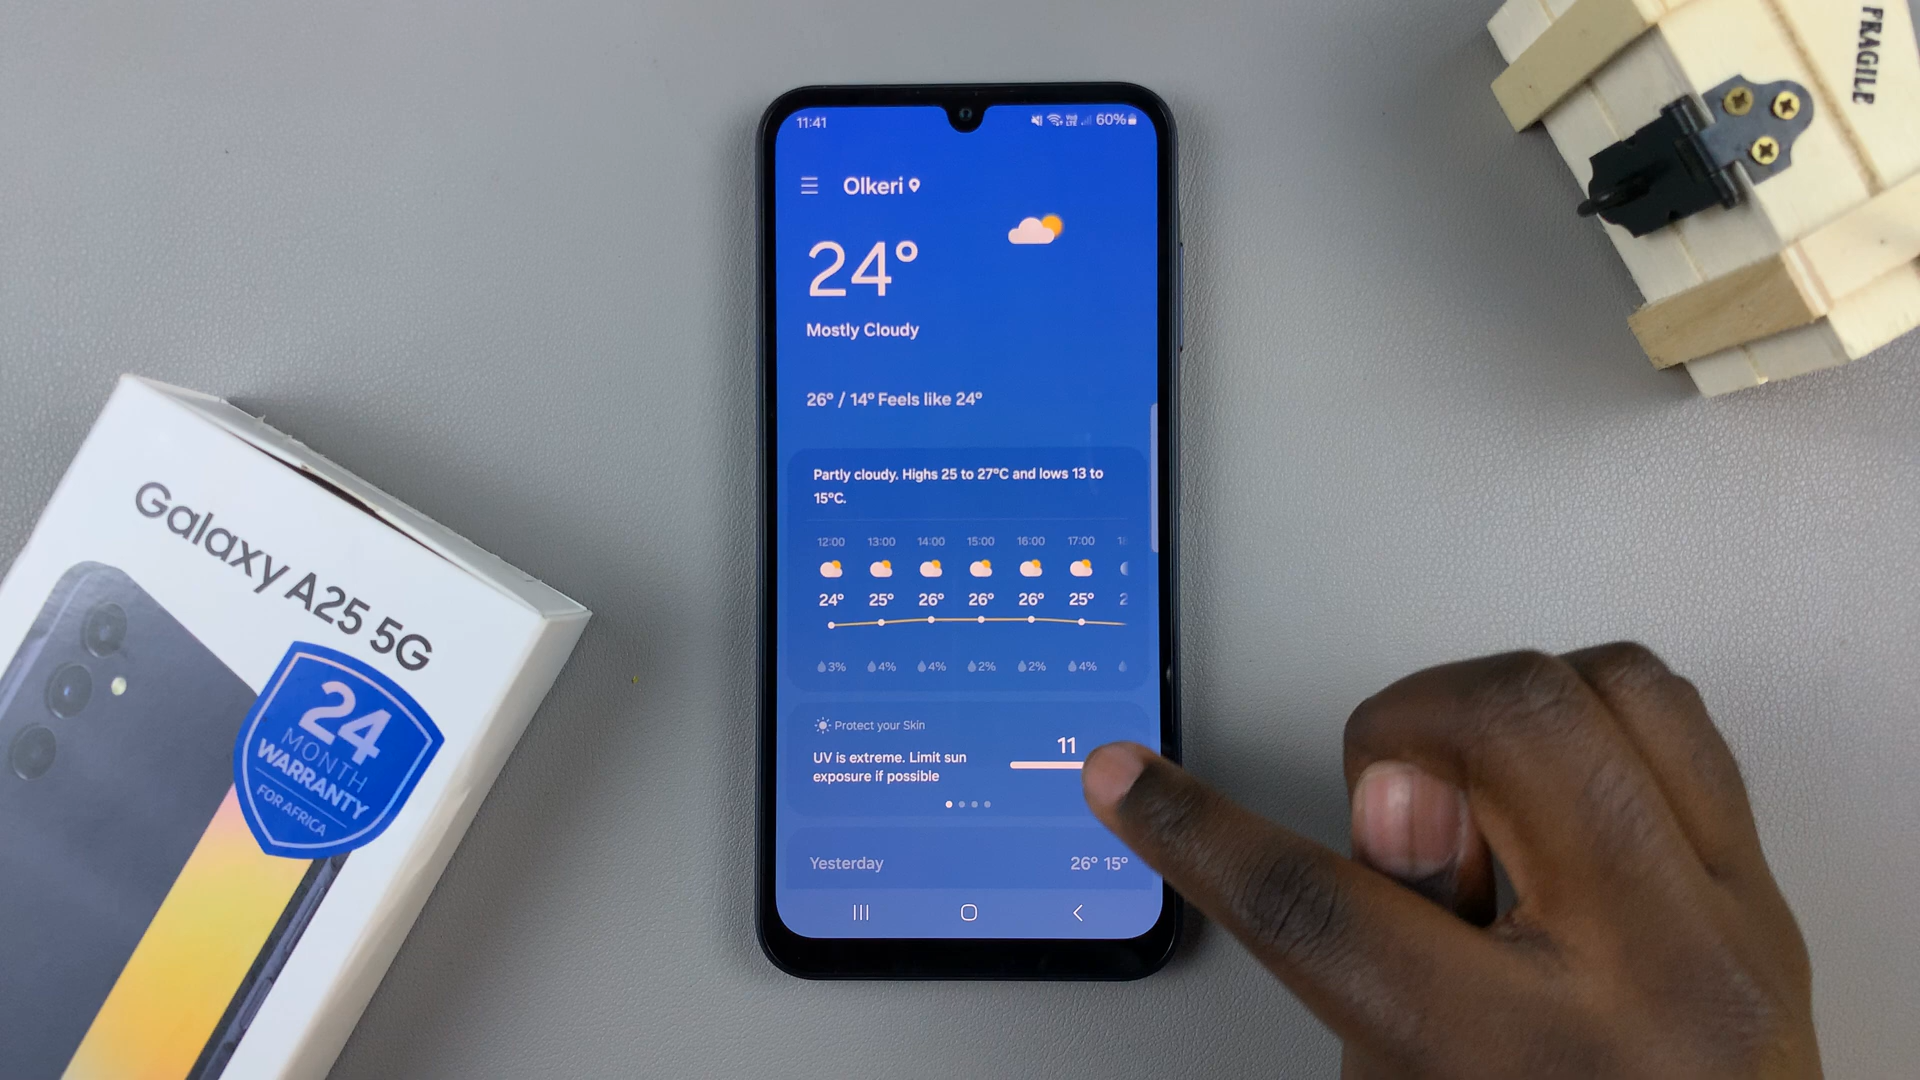 11:41
60%
Olkeri
24°
Mostly Cloudy
26° / 14° Feels like 24°
Partly cloudy. Highs 25 to 27°C and lows 13 to
15°C.
12:00 13:00 14:00 15:00 16:00 17:00
24° 25° 26° 26° 26° 25°
3% 4% 4% 2% 2% 4%
Protect your Skin
UV is extreme. Limit sun
exposure if possible
11
Yesterday 26° 15°
Galaxy A25 5G
24
MONTH
WARRANTY
FOR AFRICA
FRAGILE